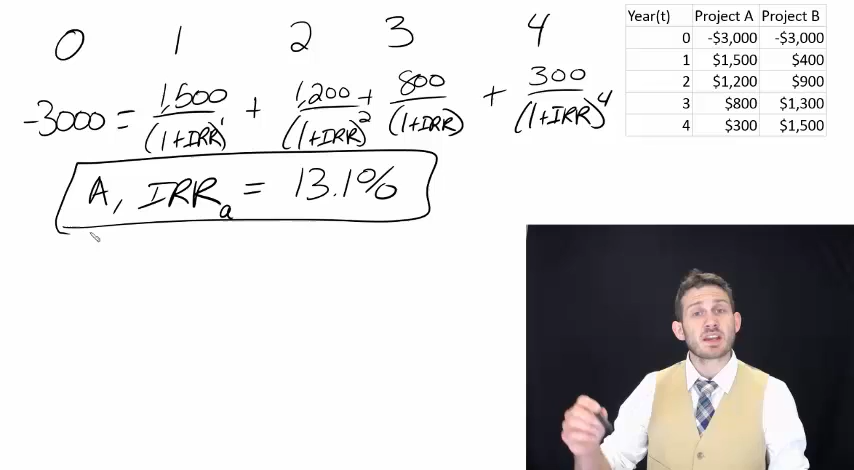 0 1 2 3 4
-3000 = 1,500/(1+IRR)^1 + 1,200/(1+IRR)^2 + 800/(1+IRR) + 300/(1+IRR)^4
A, IRRa = 13.1%
Year(t) Project A Project B
0 -$3,000 -$3,000
1 $1,500 $400
2 $1,200 $900
3 $800 $1,300
4 $300 $1,500